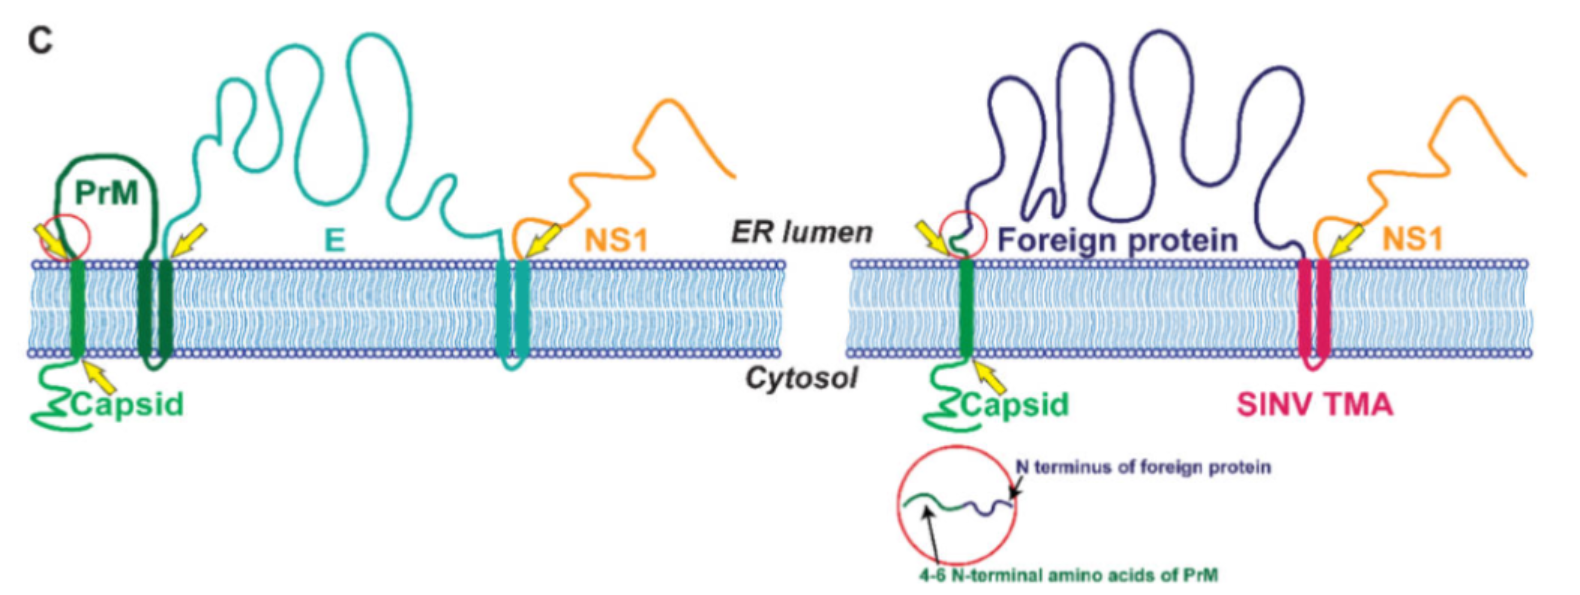 C
PrM
E
NS1
ER lumen
Cytosol
Capsid
Foreign protein
NS1
Capsid
SINV TMA
N terminus of foreign protein
4-6 N-terminal amino acids of PrM